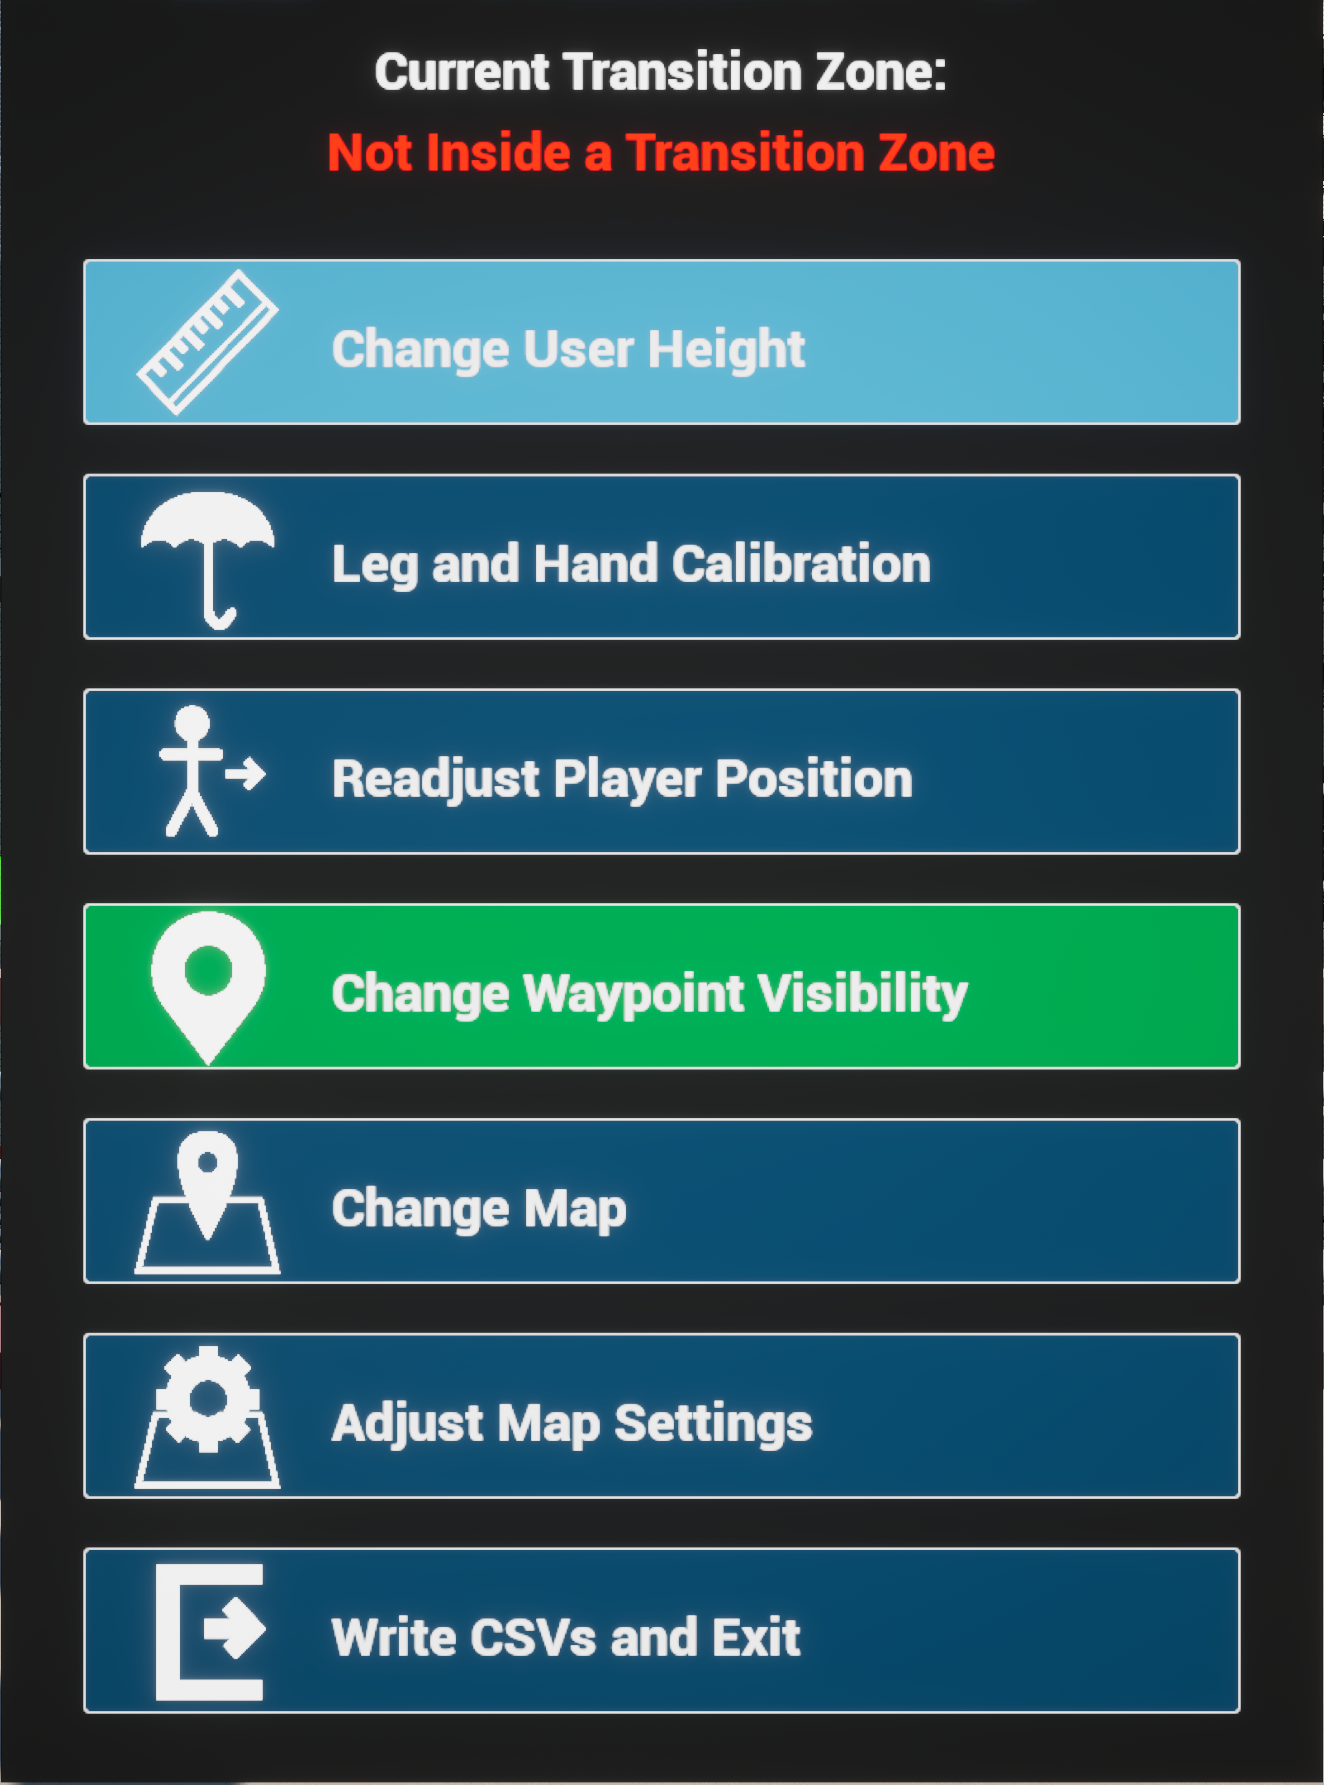 Current Transition Zone:
Not Inside a Transition Zone
Change User Height
Leg and Hand Calibration
Readjust Player Position
Change Waypoint Visibility
Change Map
Adjust Map Settings
Write CSVs and Exit